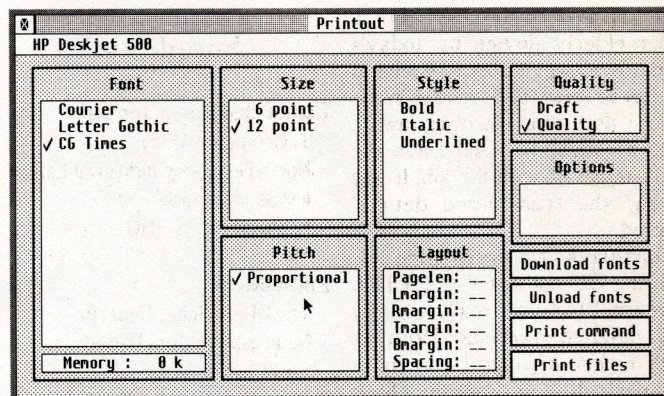 Printout
HP Deskjet 500
Font
Courier
Letter Gothic
✓ CG Times
Memory : 0 k
Size
6 point
✓ 12 point
Style
Bold
Italic
Underlined
Quality
Draft
✓ Quality
Options
Pitch
✓ Proportional
Layout
Pagelen: __
Lmargin: __
Rmargin: __
Tmargin: __
Bmargin: __
Spacing: __
Download fonts
Unload fonts
Print command
Print files